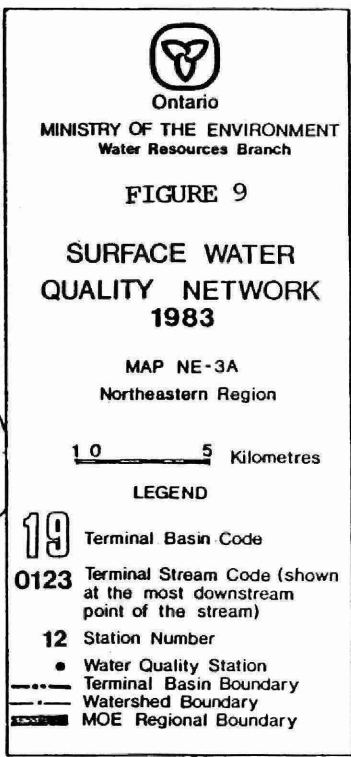 Ontario
MINISTRY OF THE ENVIRONMENT
Water Resources Branch
FIGURE 9
SURFACE WATER
QUALITY NETWORK
1983
MAP NE-3A
Northeastern Region
1 0 5 Kilometres
LEGEND
19 Terminal Basin Code
0123 Terminal Stream Code (shown
at the most downstream
point of the stream)
12 Station Number
Water Quality Station
Terminal Basin Boundary
Watershed Boundary
MOE Regional Boundary